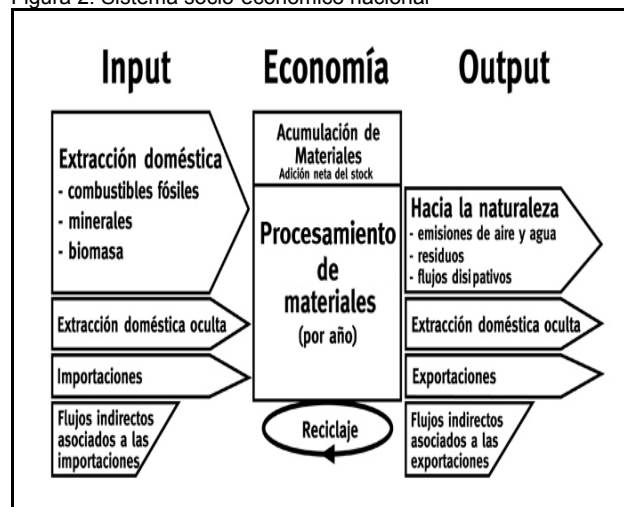 Figura 2. Sistema socio-económico nacional
Input
Economía
Output
Extracción doméstica
- combustibles fósiles
- minerales
- biomasa
Extracción doméstica oculta
Importaciones
Flujos indirectos
asociados a las
importaciones
Acumulación de
Materiales
Adición neta del stock
Procesamiento
de
materiales
(por año)
Reciclaje
Hacia la naturaleza
- emisiones de aire y agua
- residuos
- flujos disipativos
Extracción doméstica oculta
Exportaciones
Flujos indirectos
asociados a las
exportaciones